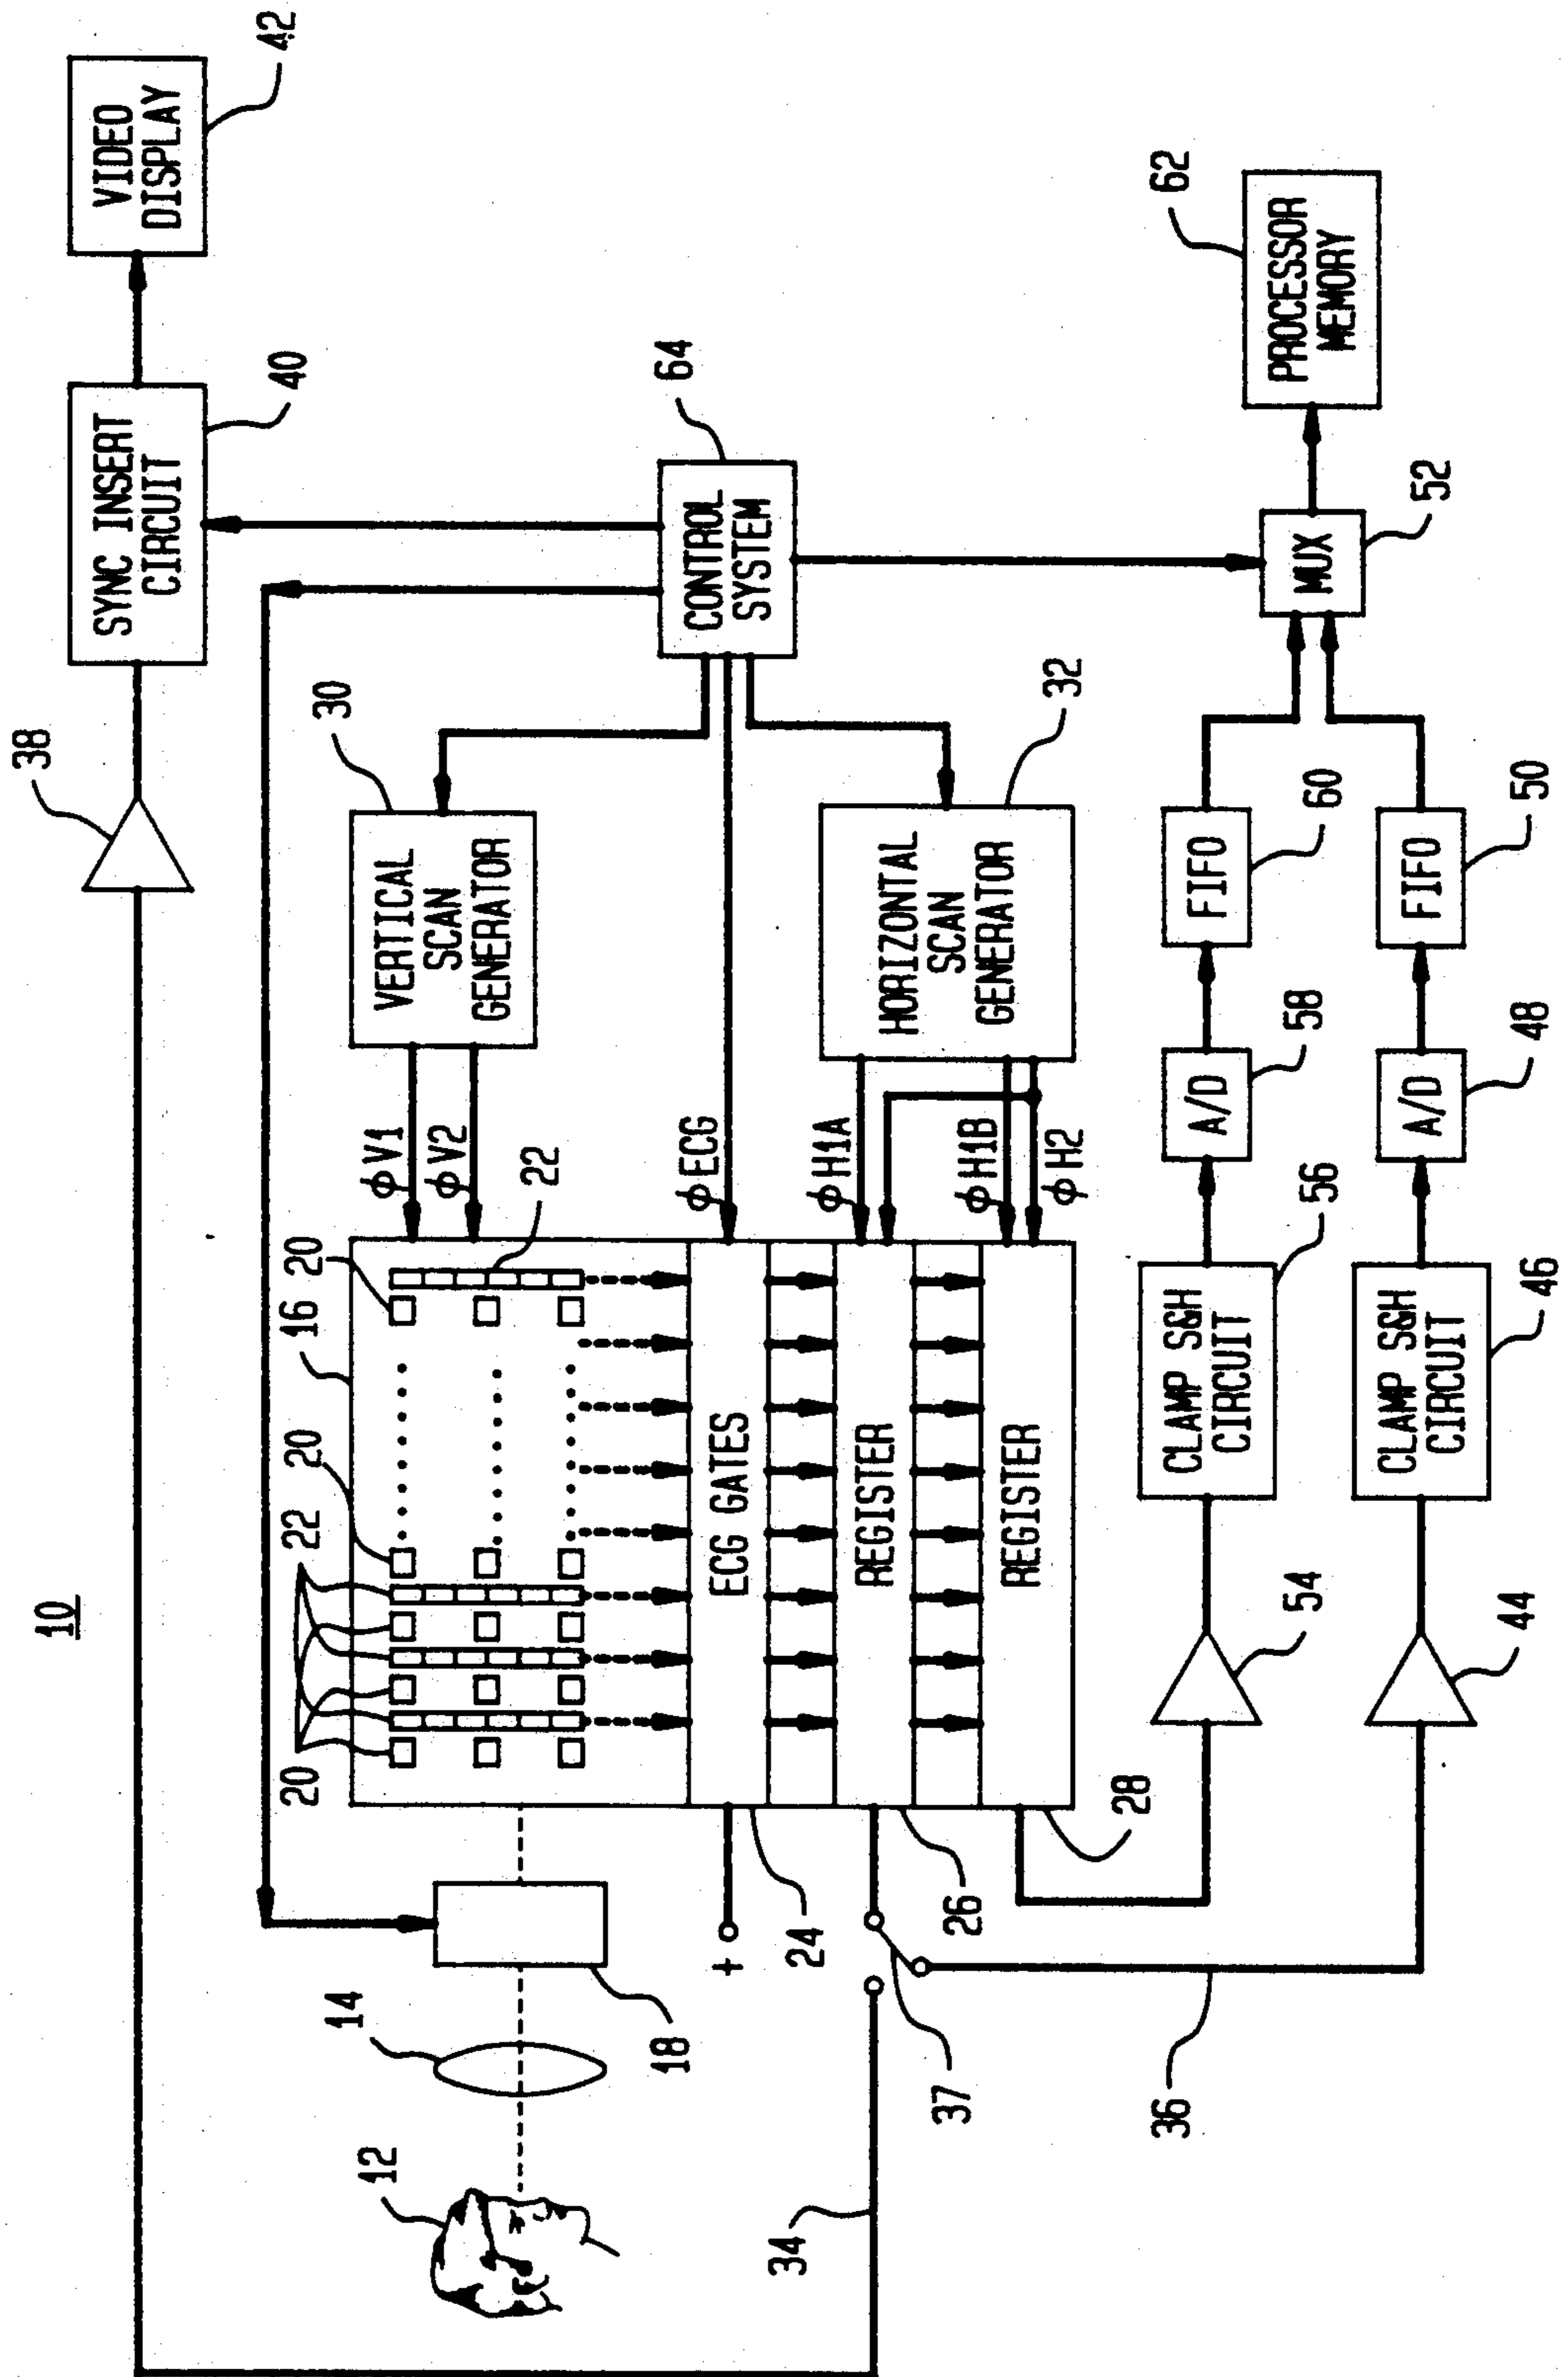 10
38
SYNC INSERT
CIRCUIT
40
VIDEO
DISPLAY
42
12
14
18
16
20
20
22
20
22
φV1
φV2
VERTICAL
SCAN
GENERATOR
30
CONTROL
SYSTEM
64
+
24
ECG GATES
φECG
26
REGISTER
φH1A
28
REGISTER
φH1B
φH2
HORIZONTAL
SCAN
GENERATOR
32
34
37
36
54
CLAMP S&H
CIRCUIT
56
A/D
58
FIFO
60
44
CLAMP S&H
CIRCUIT
46
A/D
48
FIFO
50
MUX
52
PROCESSOR
MEMORY
62